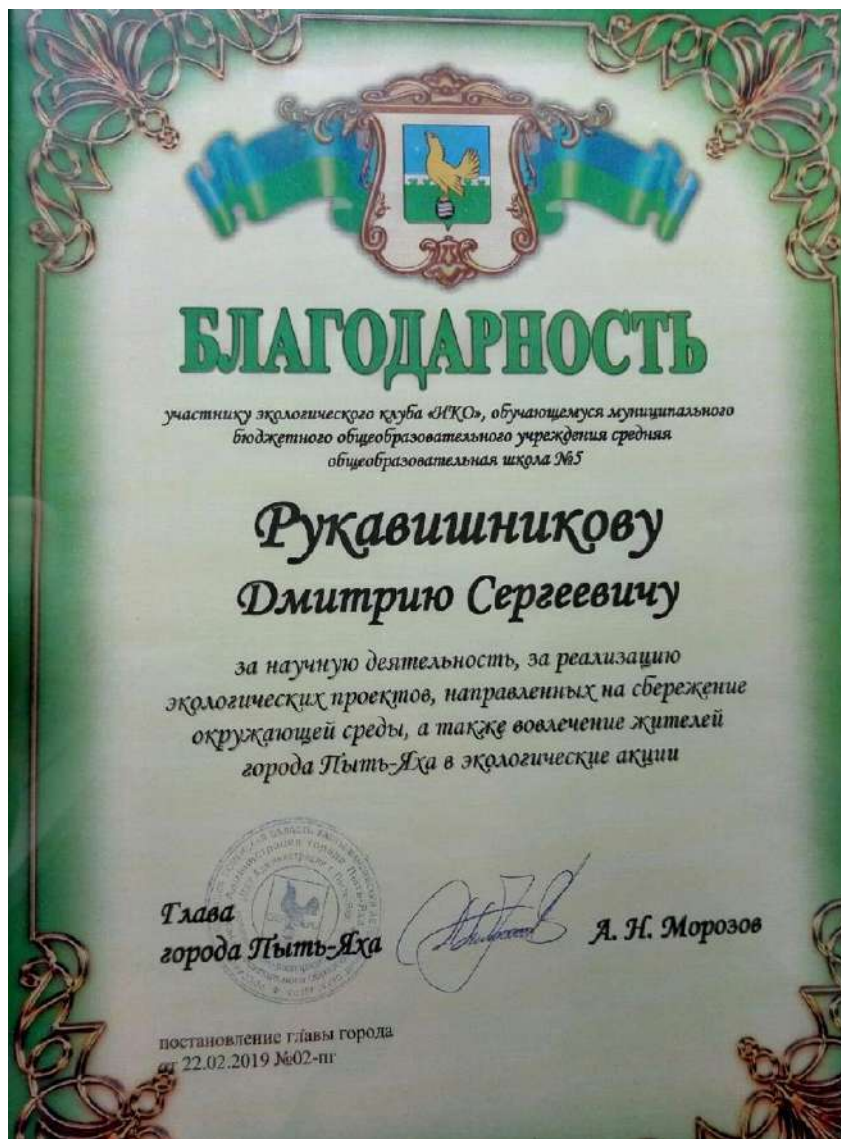 БЛАГОДАРНОСТЬ
участнику экологического клуба «ИКО», обучающемуся муниципального
бюджетного общеобразовательного учреждения средняя
общеобразовательная школа №5
Рукавишникову
Дмитрию Сергеевичу
за научную деятельность, за реализацию
экологических проектов, направленных на сбережение
окружающей среды, а также вовлечение жителей
города Пыть-Яха в экологические акции
Глава
города Пыть-Яха
А. Н. Морозов
постановление главы города
от 22.02.2019 №02-пг